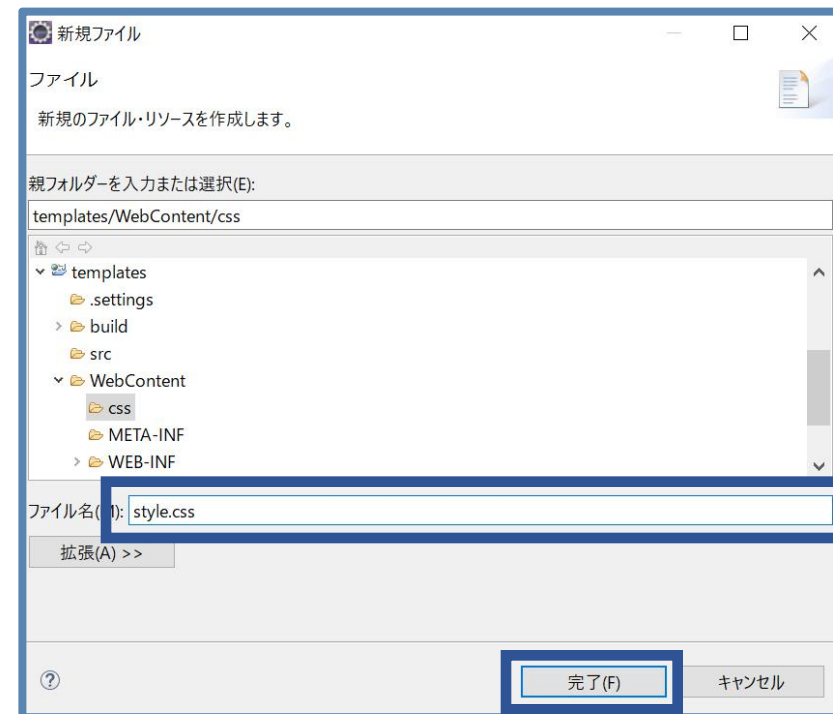 新規ファイル
ファイル
新規のファイル・リソースを作成します。
親フォルダーを入力または選択(E):
templates/WebContent/css
templates
.settings
build
src
WebContent
css
META-INF
WEB-INF
ファイル名(M): style.css
拡張(A) >>
完了(F) キャンセル